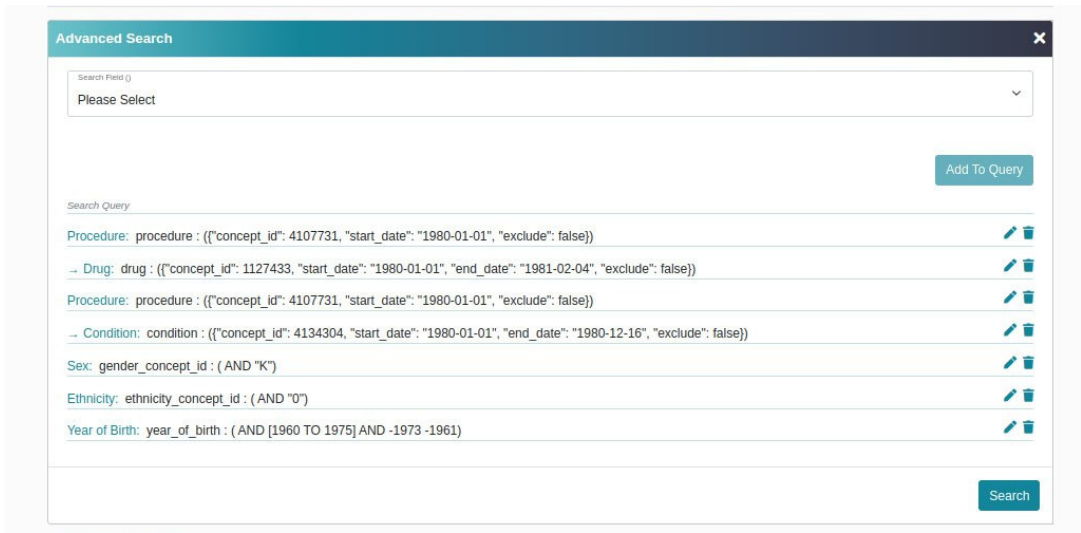 Advanced Search
Search Field ()
Please Select
Add To Query
Search Query
Procedure: procedure : ({"concept_id": 4107731, "start_date": "1980-01-01", "exclude": false})
→ Drug: drug : ({"concept_id": 1127433, "start_date": "1980-01-01", "end_date": "1981-02-04", "exclude": false})
Procedure: procedure : ({"concept_id": 4107731, "start_date": "1980-01-01", "exclude": false})
→ Condition: condition : ({"concept_id": 4134304, "start_date": "1980-01-01", "end_date": "1980-12-16", "exclude": false})
Sex: gender_concept_id : ( AND "K")
Ethnicity: ethnicity_concept_id : ( AND "0")
Year of Birth: year_of_birth : ( AND [1960 TO 1975] AND -1973 -1961)
Search